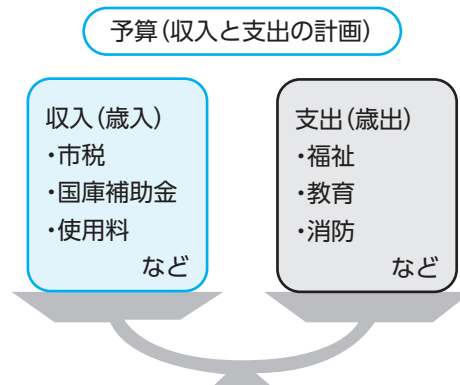 予算(収入と支出の計画)
収入(歳入)
・市税
・国庫補助金
・使用料
など
支出(歳出)
・福祉
・教育
・消防
など